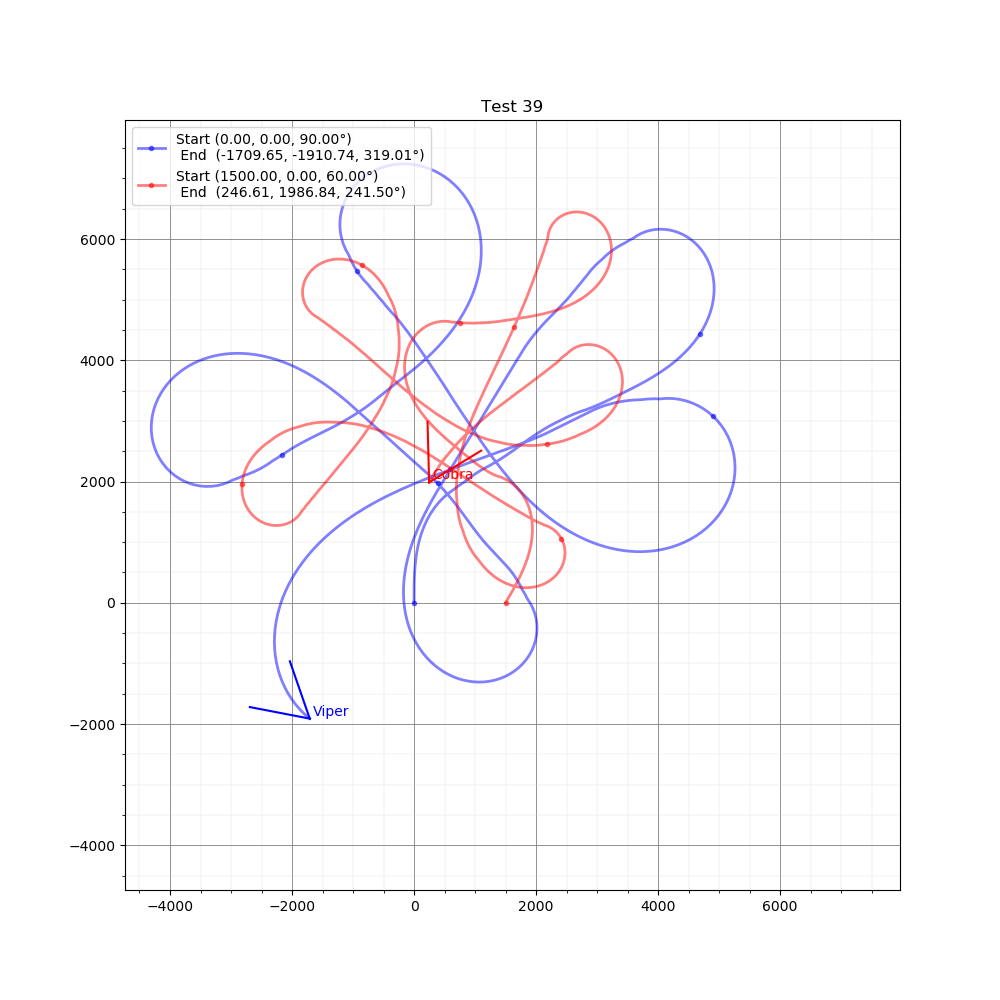 Test 39
Start (0.00, 0.00, 90.00°)
End (-1709.65, -1910.74, 319.01°)
Start (1500.00, 0.00, 60.00°)
End (246.61, 1986.84, 241.50°)
6000
4000
2000
0
−2000
−4000
Cobra
Viper
−4000 −2000 0 2000 4000 6000